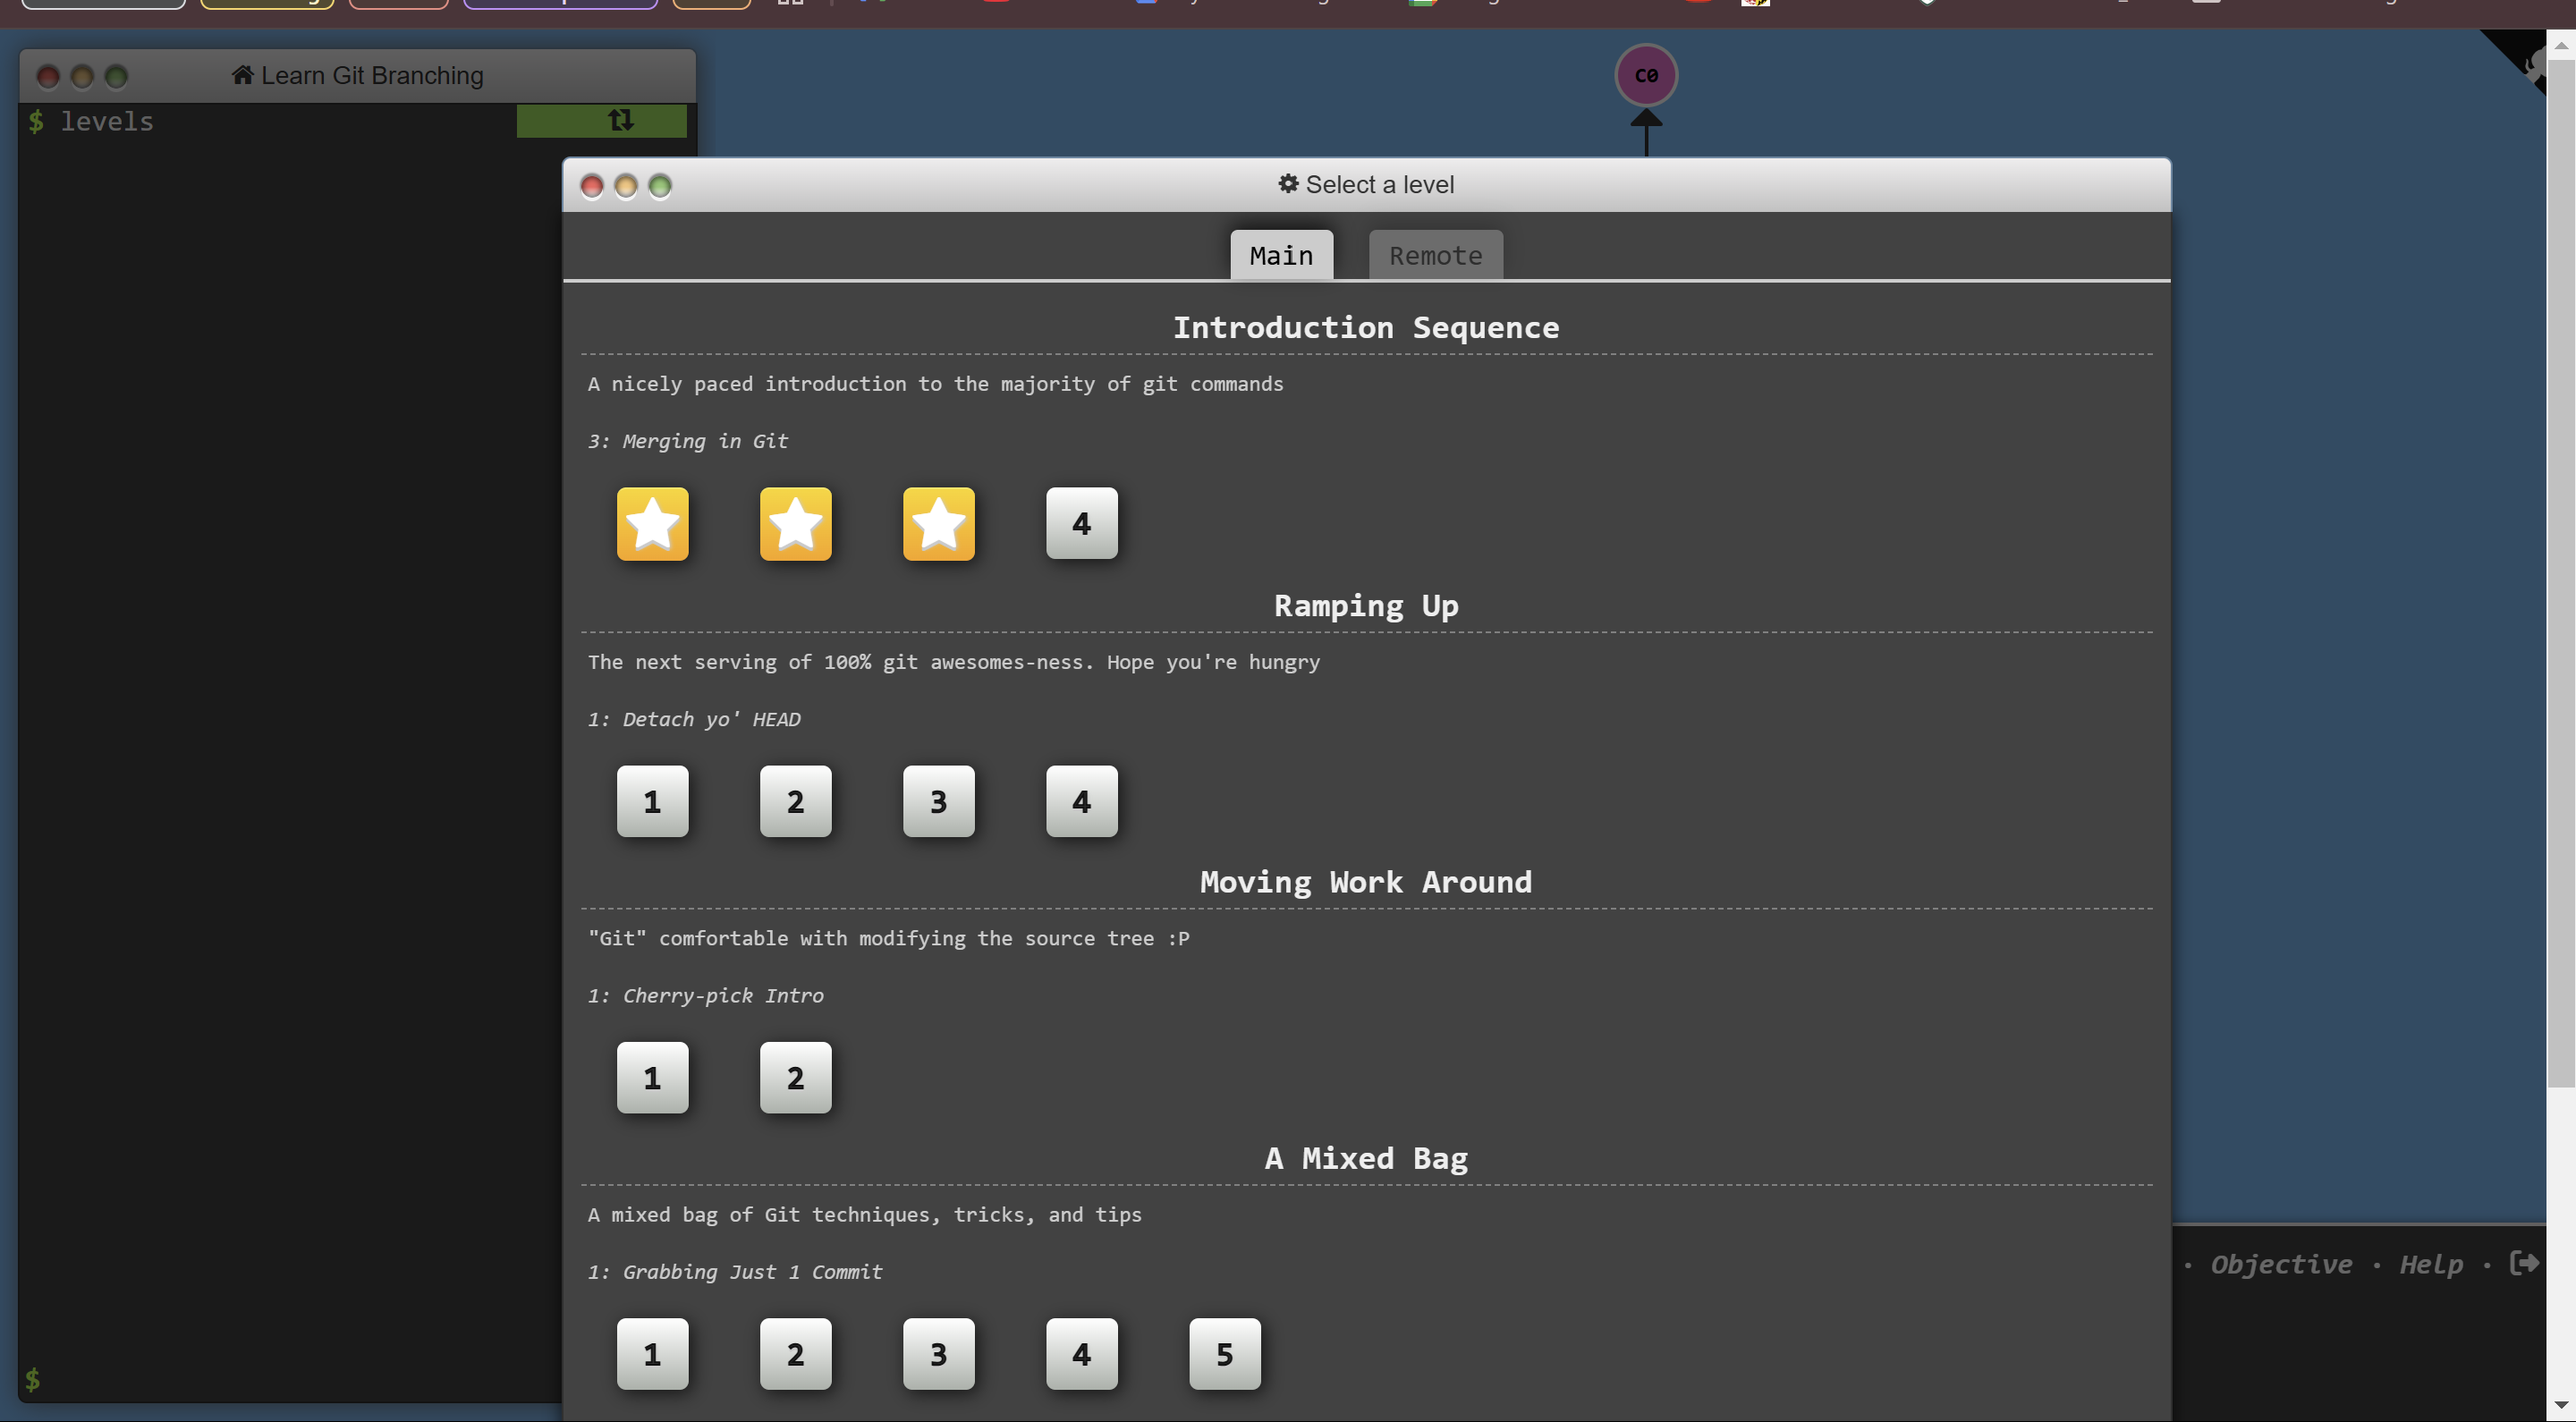 Learn Git Branching
C0
$ levels
Select a level
Main Remote
Introduction Sequence
A nicely paced introduction to the majority of git commands
3: Merging in Git
4
Ramping Up
The next serving of 100% git awesomes-ness. Hope you're hungry
1: Detach yo' HEAD
1 2 3 4
Moving Work Around
"Git" comfortable with modifying the source tree :P
1: Cherry-pick Intro
1 2
A Mixed Bag
A mixed bag of Git techniques, tricks, and tips
1: Grabbing Just 1 Commit
• Objective • Help •
1 2 3 4 5
$